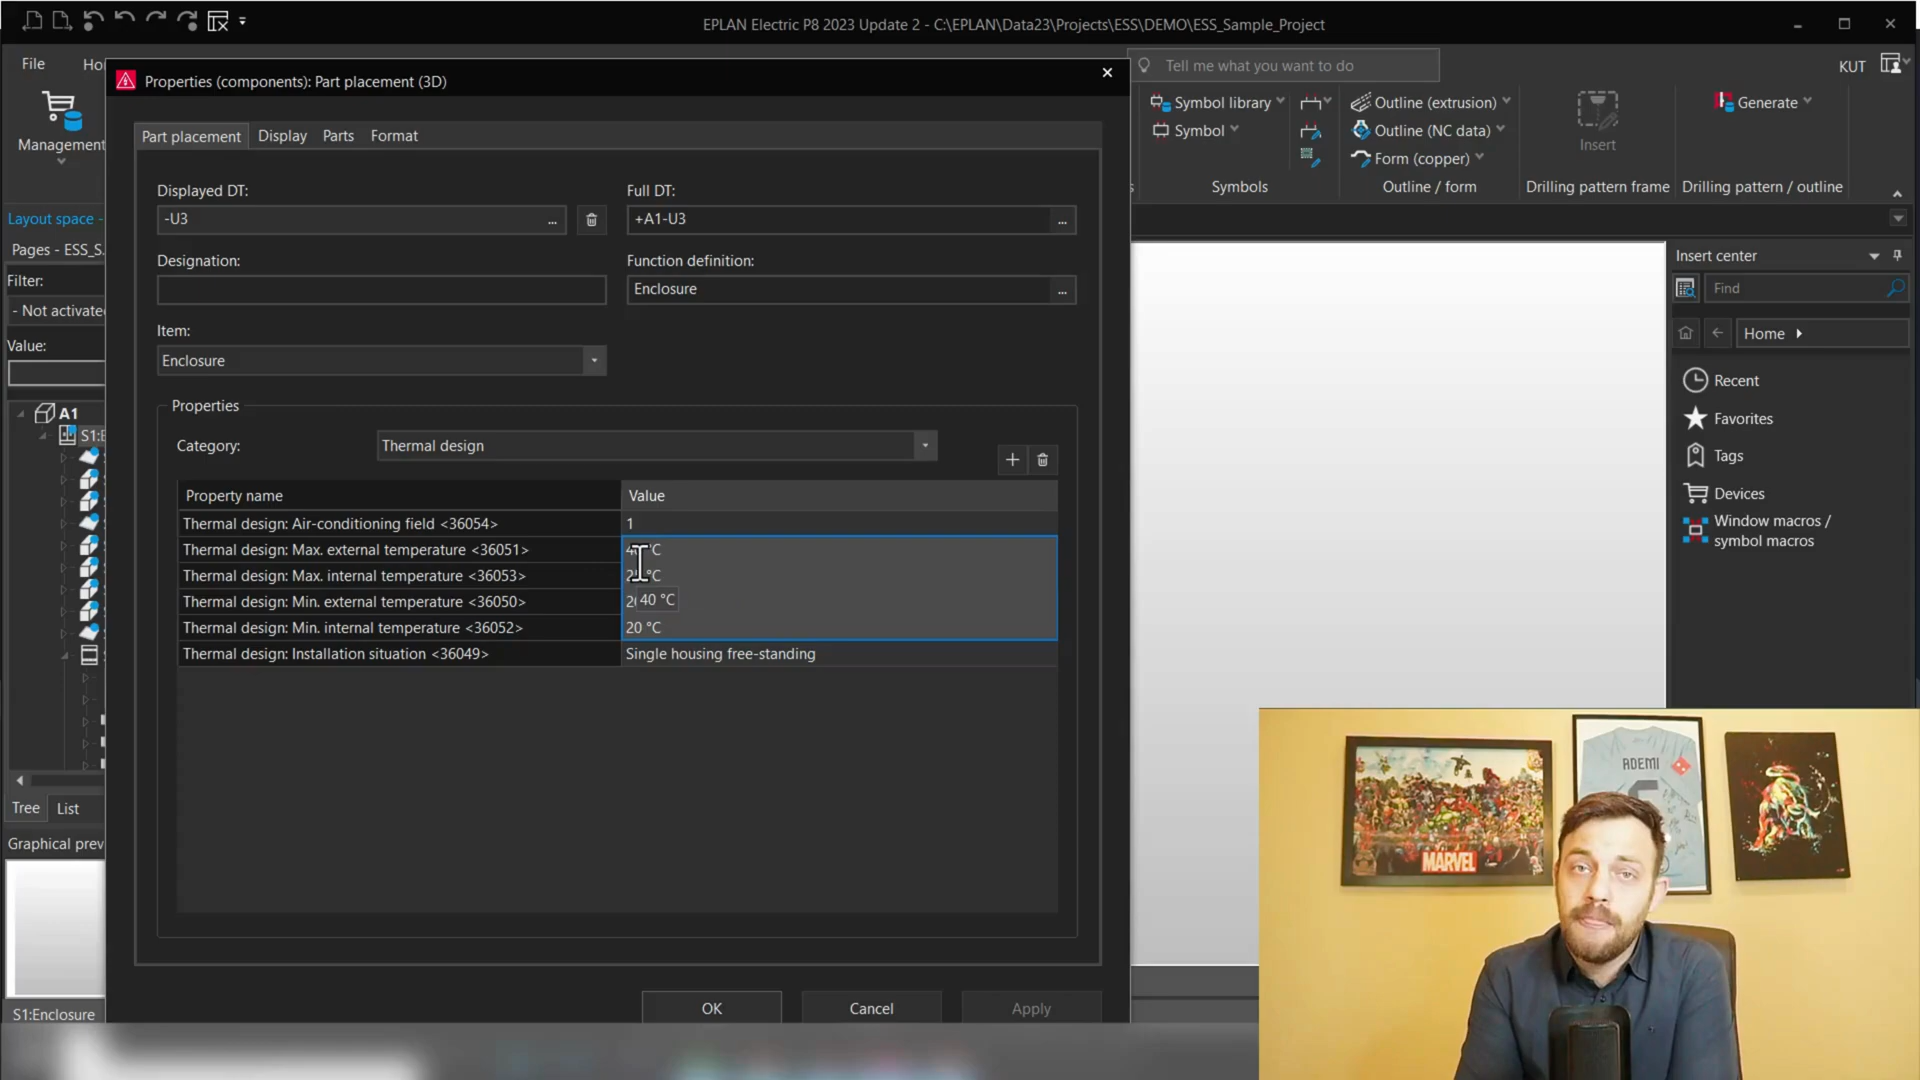 EPLAN Electric P8 2023 Update 2 - C:\EPLAN\Data23\Projects\ESS\DEMO\ESS_Sample_Project
File
Tell me what you want to do
KUT
Management
Symbol library
Symbol
Symbols
Outline (extrusion)
Outline (NC data)
Form (copper)
Outline / form
Insert
Drilling pattern frame
Generate
Drilling pattern / outline
Layout space -
Pages - ESS_S
Filter:
- Not activate
Value:
A1
Tree
List
Graphical prev
S1:Enclosure
Properties (components): Part placement (3D)
Part placement
Display
Parts
Format
Displayed DT:
-U3
...
Full DT:
+A1-U3
...
Designation:
Function definition:
Enclosure
...
Item:
Enclosure
Properties
Category:
Thermal design
Property name
Value
Thermal design: Air-conditioning field <36054>
1
Thermal design: Max. external temperature <36051>
Thermal design: Max. internal temperature <36053>
Thermal design: Min. external temperature <36050>
40 °C
Thermal design: Min. internal temperature <36052>
20 °C
Thermal design: Installation situation <36049>
Single housing free-standing
OK
Cancel
Apply
Insert center
Find
Home
Recent
Favorites
Tags
Devices
Window macros /
symbol macros
ADEMI
MARVEL